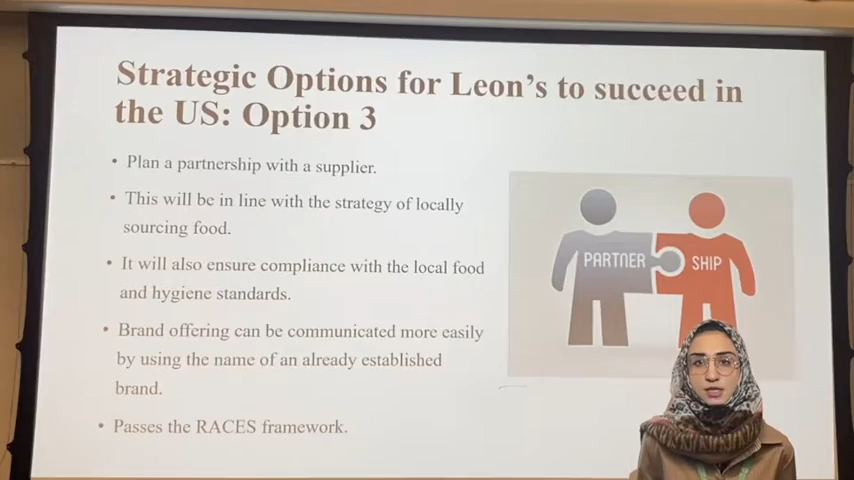 Strategic Options for Leon's to succeed in
the US: Option 3
• Plan a partnership with a supplier.
• This will be in line with the strategy of locally
sourcing food.
• It will also ensure compliance with the local food
and hygiene standards.
• Brand offering can be communicated more easily
by using the name of an already established
brand.
• Passes the RACES framework.
PARTNER SHIP